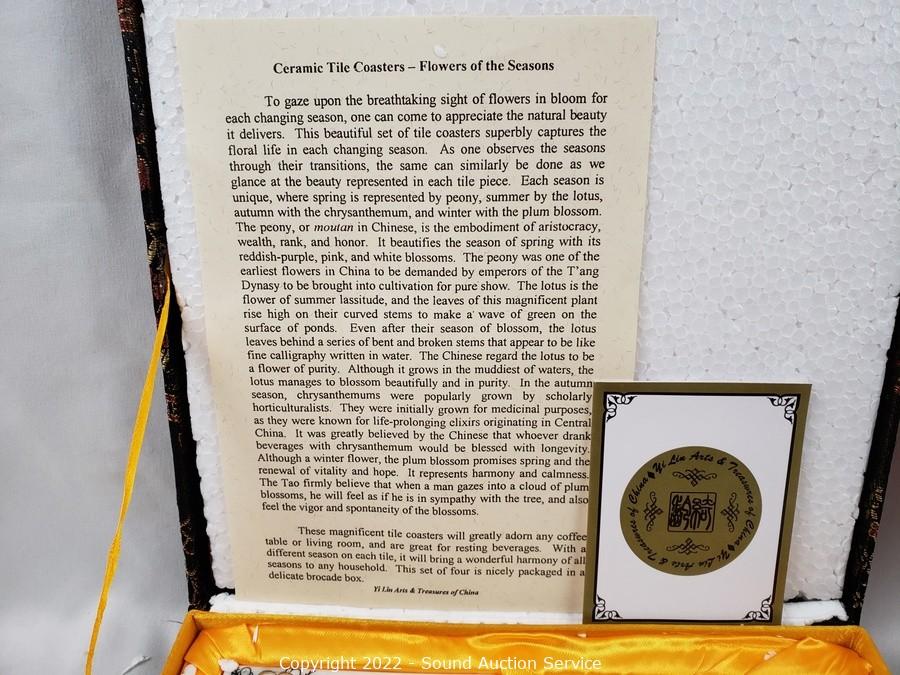 Ceramic Tile Coasters – Flowers of the Seasons
To gaze upon the breathtaking sight of flowers in bloom for
each changing season, one can come to appreciate the natural beauty
it delivers. This beautiful set of tile coasters superbly captures the
floral life in each changing season. As one observes the seasons
through their transitions, the same can similarly be done as we
glance at the beauty represented in each tile piece. Each season is
unique, where spring is represented by peony, summer by the lotus,
autumn with the chrysanthemum, and winter with the plum blossom.
The peony, or moutan in Chinese, is the embodiment of aristocracy,
wealth, rank, and honor. It beautifies the season of spring with its
reddish-purple, pink, and white blossoms. The peony was one of the
earliest flowers in China to be demanded by emperors of the T'ang
Dynasy to be brought into cultivation for pure show. The lotus is the
flower of summer lassitude, and the leaves of this magnificent plant
rise high on their curved stems to make a wave of green on the
surface of ponds. Even after their season of blossom, the lotus
leaves behind a series of bent and broken stems that appear to be like
fine calligraphy written in water. The Chinese regard the lotus to be
a flower of purity. Although it grows in the muddiest of waters, the
lotus manages to blossom beautifully and in purity. In the autumn
season, chrysanthemums were popularly grown by scholarly
horticulturalists. They were initially grown for medicinal purposes,
as they were known for life-prolonging elixirs originating in Central
China. It was greatly believed by the Chinese that whoever drank
beverages with chrysanthemum would be blessed with longevity.
Although a winter flower, the plum blossom promises spring and the
renewal of vitality and hope. It represents harmony and calmness.
The Tao firmly believe that when a man gazes into a cloud of plum
blossoms, he will feel as if he is in sympathy with the tree, and also
feel the vigor and spontaneity of the blossoms.
These magnificent tile coasters will greatly adorn any coffee
table or living room, and are great for resting beverages. With a
different season on each tile, it will bring a wonderful harmony of all
seasons to any household. This set of four is nicely packaged in a
delicate brocade box.
Yi Lin Arts & Treasures of China
Yi Lin Arts & Treasures of China
Yi Lin Arts & Treasures of China
Copyright 2022 - Sound Auction Service